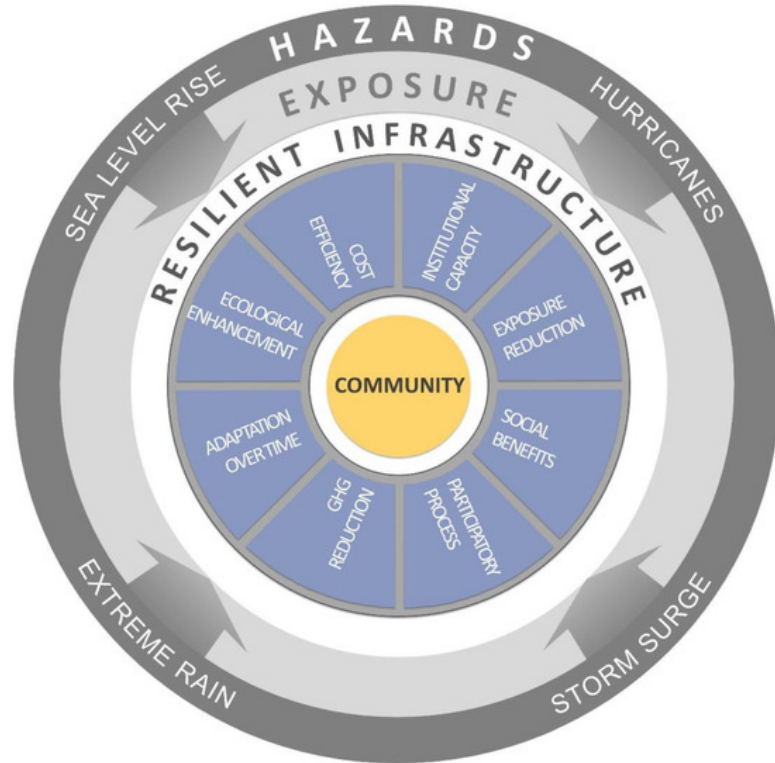 HAZARDS
SEA LEVEL RISE
HURRICANES
EXPOSURE
RESILIENT INFRASTRUCTURE
COST
EFFICIENCY
INSTITUTIONAL
CAPACITY
ECOLOGICAL
ENHANCEMENT
EXPOSURE
REDUCTION
COMMUNITY
ADAPTATION
OVER TIME
SOCIAL
BENEFITS
GHG
REDUCTION
PARTICIPATORY
PROCESS
EXTREME RAIN
STORM SURGE